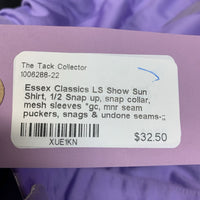 The Tack Collector
1006288-22
Essex Classics LS Show Sun
Shirt, 1/2 Snap up, snap collar,
mesh sleeves *gc, mnr seam
puckers, snags & undone seams-;
$32.50
XUE1KN